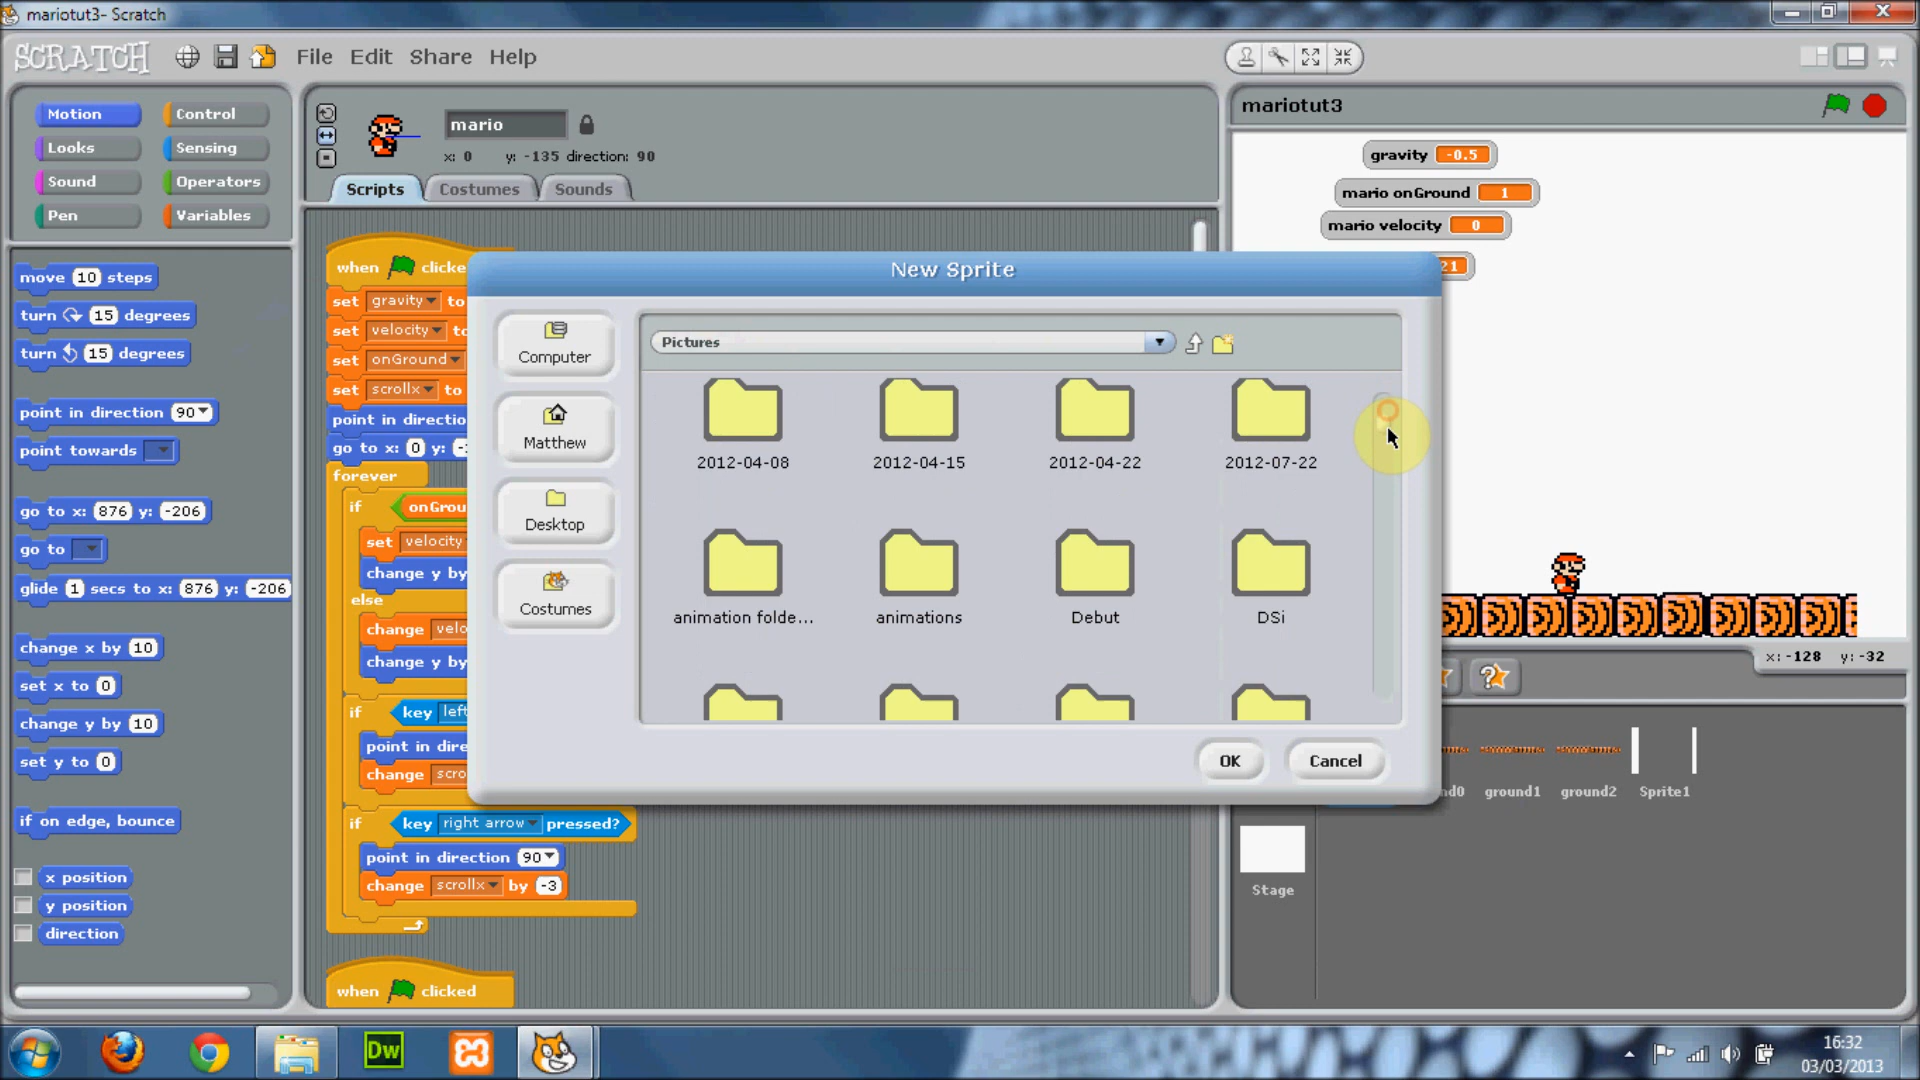 mariotut3- Scratch
SCRATCH
File Edit Share Help
Motion
Control
Looks
Sensing
Sound
Operators
Pen
Variables
move 10 steps
turn 15 degrees
turn 15 degrees
point in direction 90
point towards
go to x: 876 y: -206
go to
glide 1 secs to x: 876 y: -206
change x by 10
set x to 0
change y by 10
set y to 0
if on edge, bounce
x position
y position
direction
mario
x: 0 y: -135 direction: 90
Scripts
Costumes
Sounds
when clicke
set gravity to
set velocity to
set onGround
set scrollx to
point in directio
go to x: 0 y:
forever
if onGrou
set velocity
change y by
else
change velo
change y by
if key left
point in dire
change scro
if key right arrow pressed?
point in direction 90
change scrollx by -3
when clicked
New Sprite
Computer
Matthew
Desktop
Costumes
Pictures
2012-04-08
2012-04-15
2012-04-22
2012-07-22
animation folde...
animations
Debut
DSi
OK
Cancel
mariotut3
gravity -0.5
mario onGround 1
mario velocity 0
21
x: -128 y: -32
nd0
ground1
ground2
Sprite1
Stage
Dw
16:32
03/03/2013